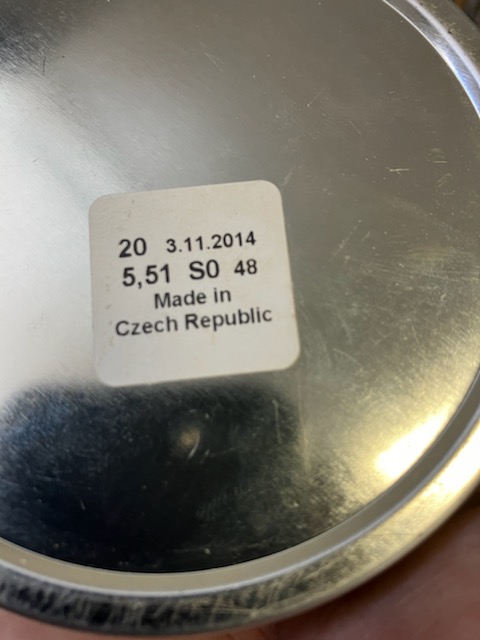 20 3.11.2014
5,51 S0 48
Made in
Czech Republic